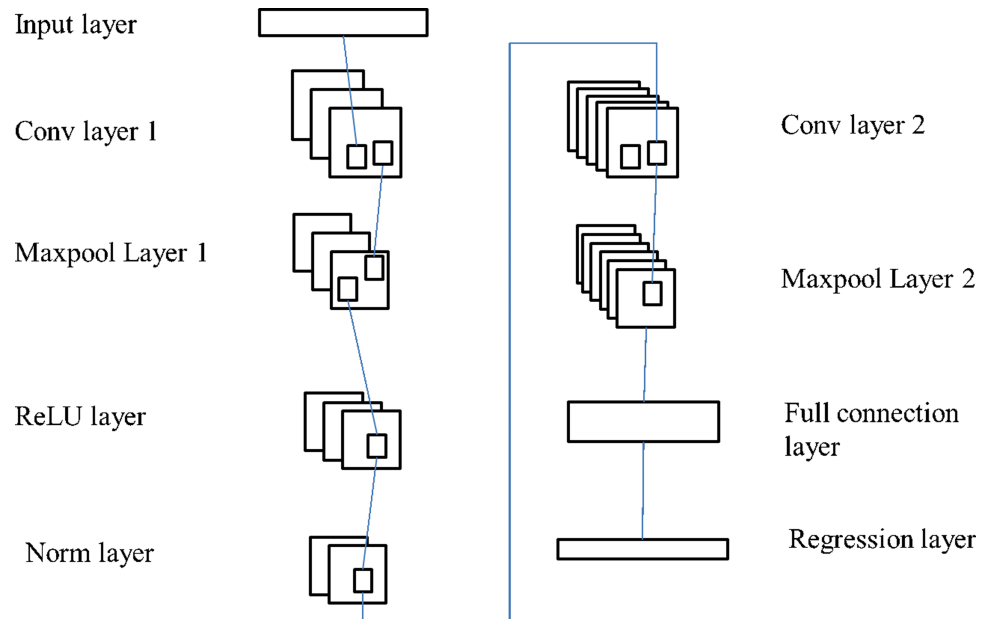 Input layer
Conv layer 1
Maxpool Layer 1
ReLU layer
Norm layer
Conv layer 2
Maxpool Layer 2
Full connection
layer
Regression layer